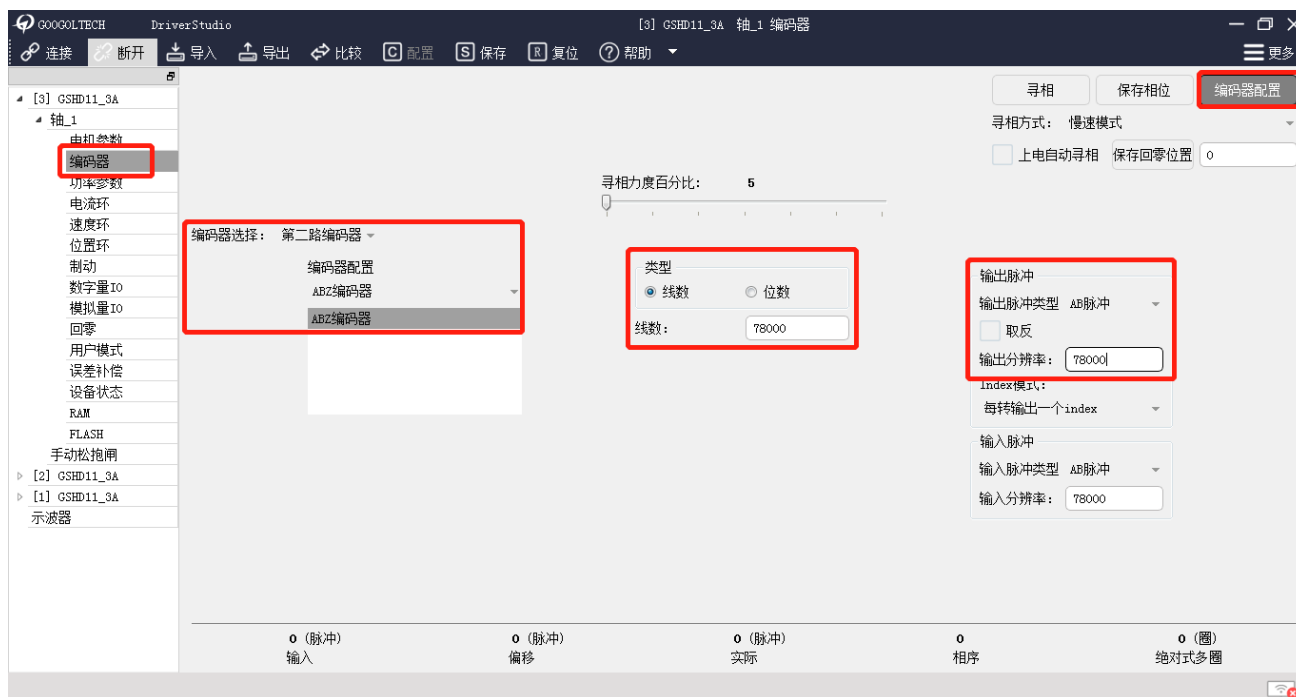 GOOGOLTECH DriverStudio [3] GSHD11_3A 轴_1 编码器
连接 断开 导入 导出 比较 C 配置 S 保存 R 复位 ? 帮助 更多
[3] GSHD11_3A
轴_1
电机参数
编码器
功率参数
电流环
速度环
位置环
制动
数字量IO
模拟量IO
回零
用户模式
误差补偿
设备状态
RAM
FLASH
手动松抱闸
[2] GSHD11_3A
[1] GSHD11_3A
示波器
寻相 保存相位 编码器配置
寻相方式： 慢速模式
上电自动寻相 保存回零位置 0
寻相力度百分比： 5
编码器选择： 第二路编码器
编码器配置
ABZ编码器
ABZ编码器
类型
线数 位数
线数： 78000
输出脉冲
输出脉冲类型 AB脉冲
取反
输出分辨率： 78000
Index模式：
每转输出一个index
输入脉冲
输入脉冲类型 AB脉冲
输入分辨率： 78000
0 (脉冲) 0 (脉冲) 0 (脉冲) 0 0 (圈)
输入 偏移 实际 相序 绝对式多圈